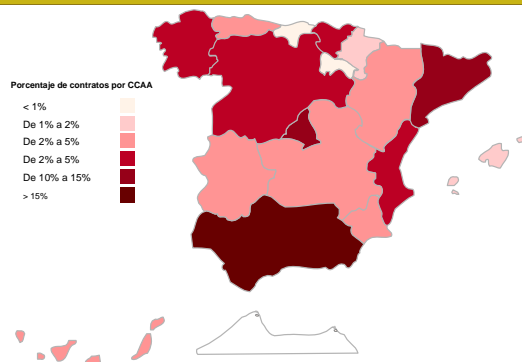 Porcentaje de contratos por CCAA
< 1%
De 1% a 2%
De 2% a 5%
De 2% a 5%
De 10% a 15%
> 15%